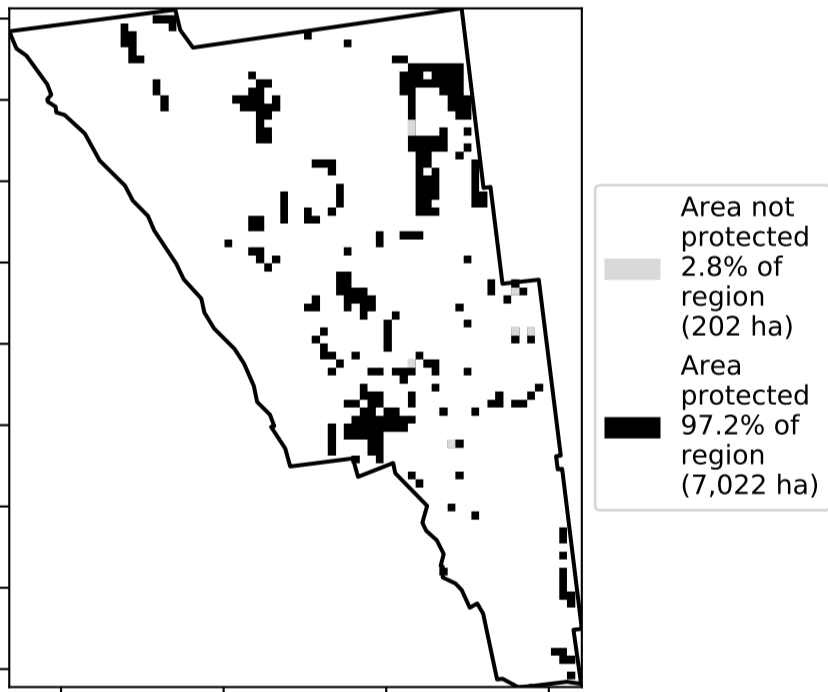 Area not
protected
2.8% of
region
(202 ha)
Area
protected
97.2% of
region
(7,022 ha)